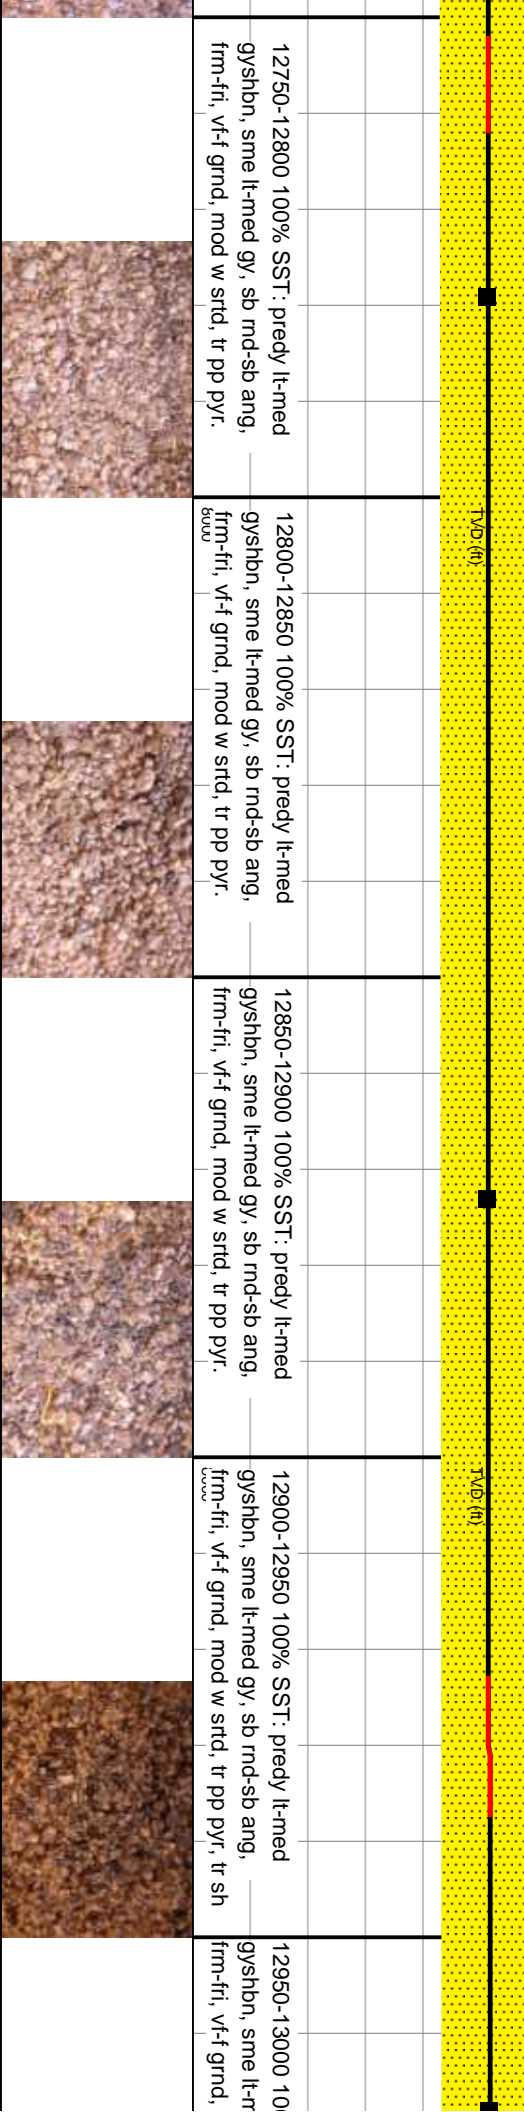 12750-12800 100% SST: predy lt-med
gyshbn, sme lt-med gy, sb rnd-sb ang,
frm-fri, vf-f grnd, mod w srtd, tr pp pyr.
TVD (ft)
12800-12850 100% SST: predy lt-med
gyshbn, sme lt-med gy, sb rnd-sb ang,
frm-fri, vf-f grnd, mod w srtd, tr pp pyr.
12850-12900 100% SST: predy lt-med
gyshbn, sme lt-med gy, sb rnd-sb ang,
frm-fri, vf-f grnd, mod w srtd, tr pp pyr.
TVD (ft)
12900-12950 100% SST: predy lt-med
gyshbn, sme lt-med gy, sb rnd-sb ang,
frm-fri, vf-f grnd, mod w srtd, tr pp pyr, tr sh
12950-13000
gyshbn, sme
frm-fri, vf-f grnd,